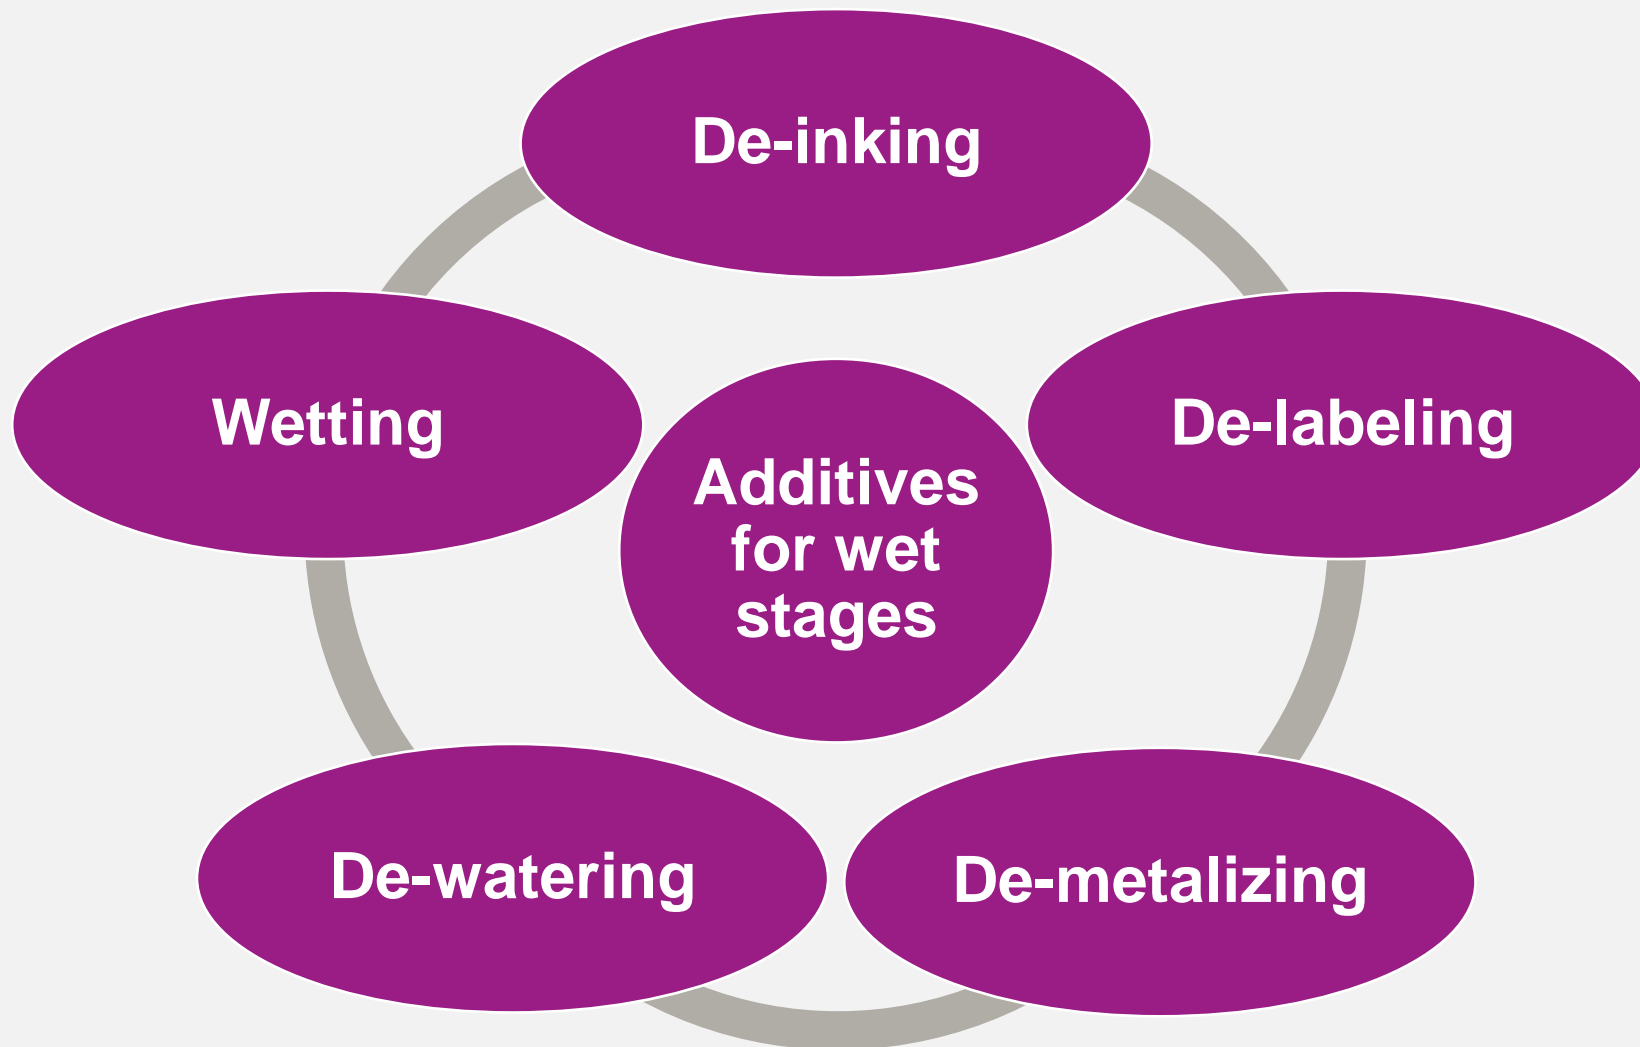 De-inking
Wetting
De-labeling
Additives
for wet
stages
De-watering
De-metalizing